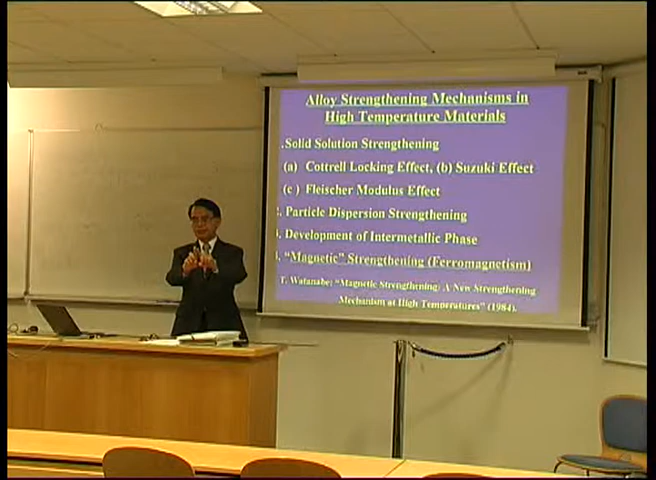 Alloy Strengthening Mechanisms in
High Temperature Materials
.Solid Solution Strengthening
(a) Cottrell Locking Effect, (b) Suzuki Effect
(c) Fleischer Modulus Effect
. Particle Dispersion Strengthening
. Development of Intermetallic Phase
. "Magnetic" Strengthening (Ferromagnetism)
T. Watanabe: "Magnetic Strengthening: A New Strengthening
Mechanism at High Temperatures" (1984).